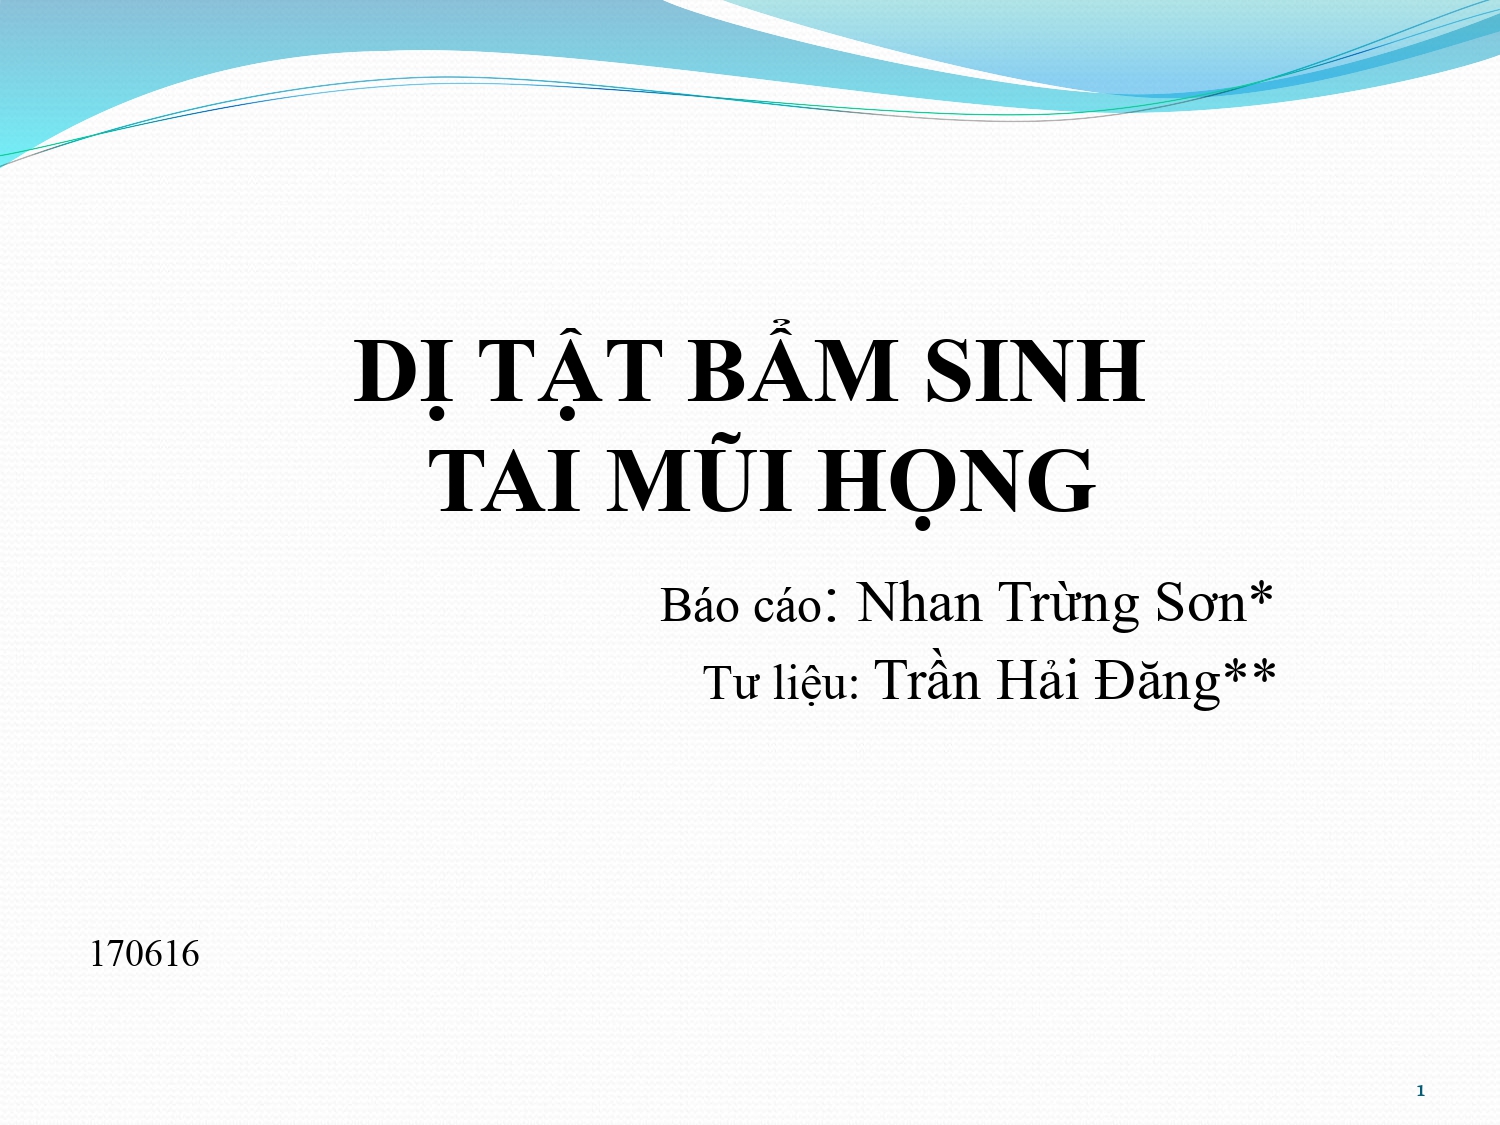 DỊ TẬT BẨM SINH
TAI MŨI HỌNG
Báo cáo: Nhan Trừng Sơn*
Tư liệu: Trần Hải Đăng**
170616
1